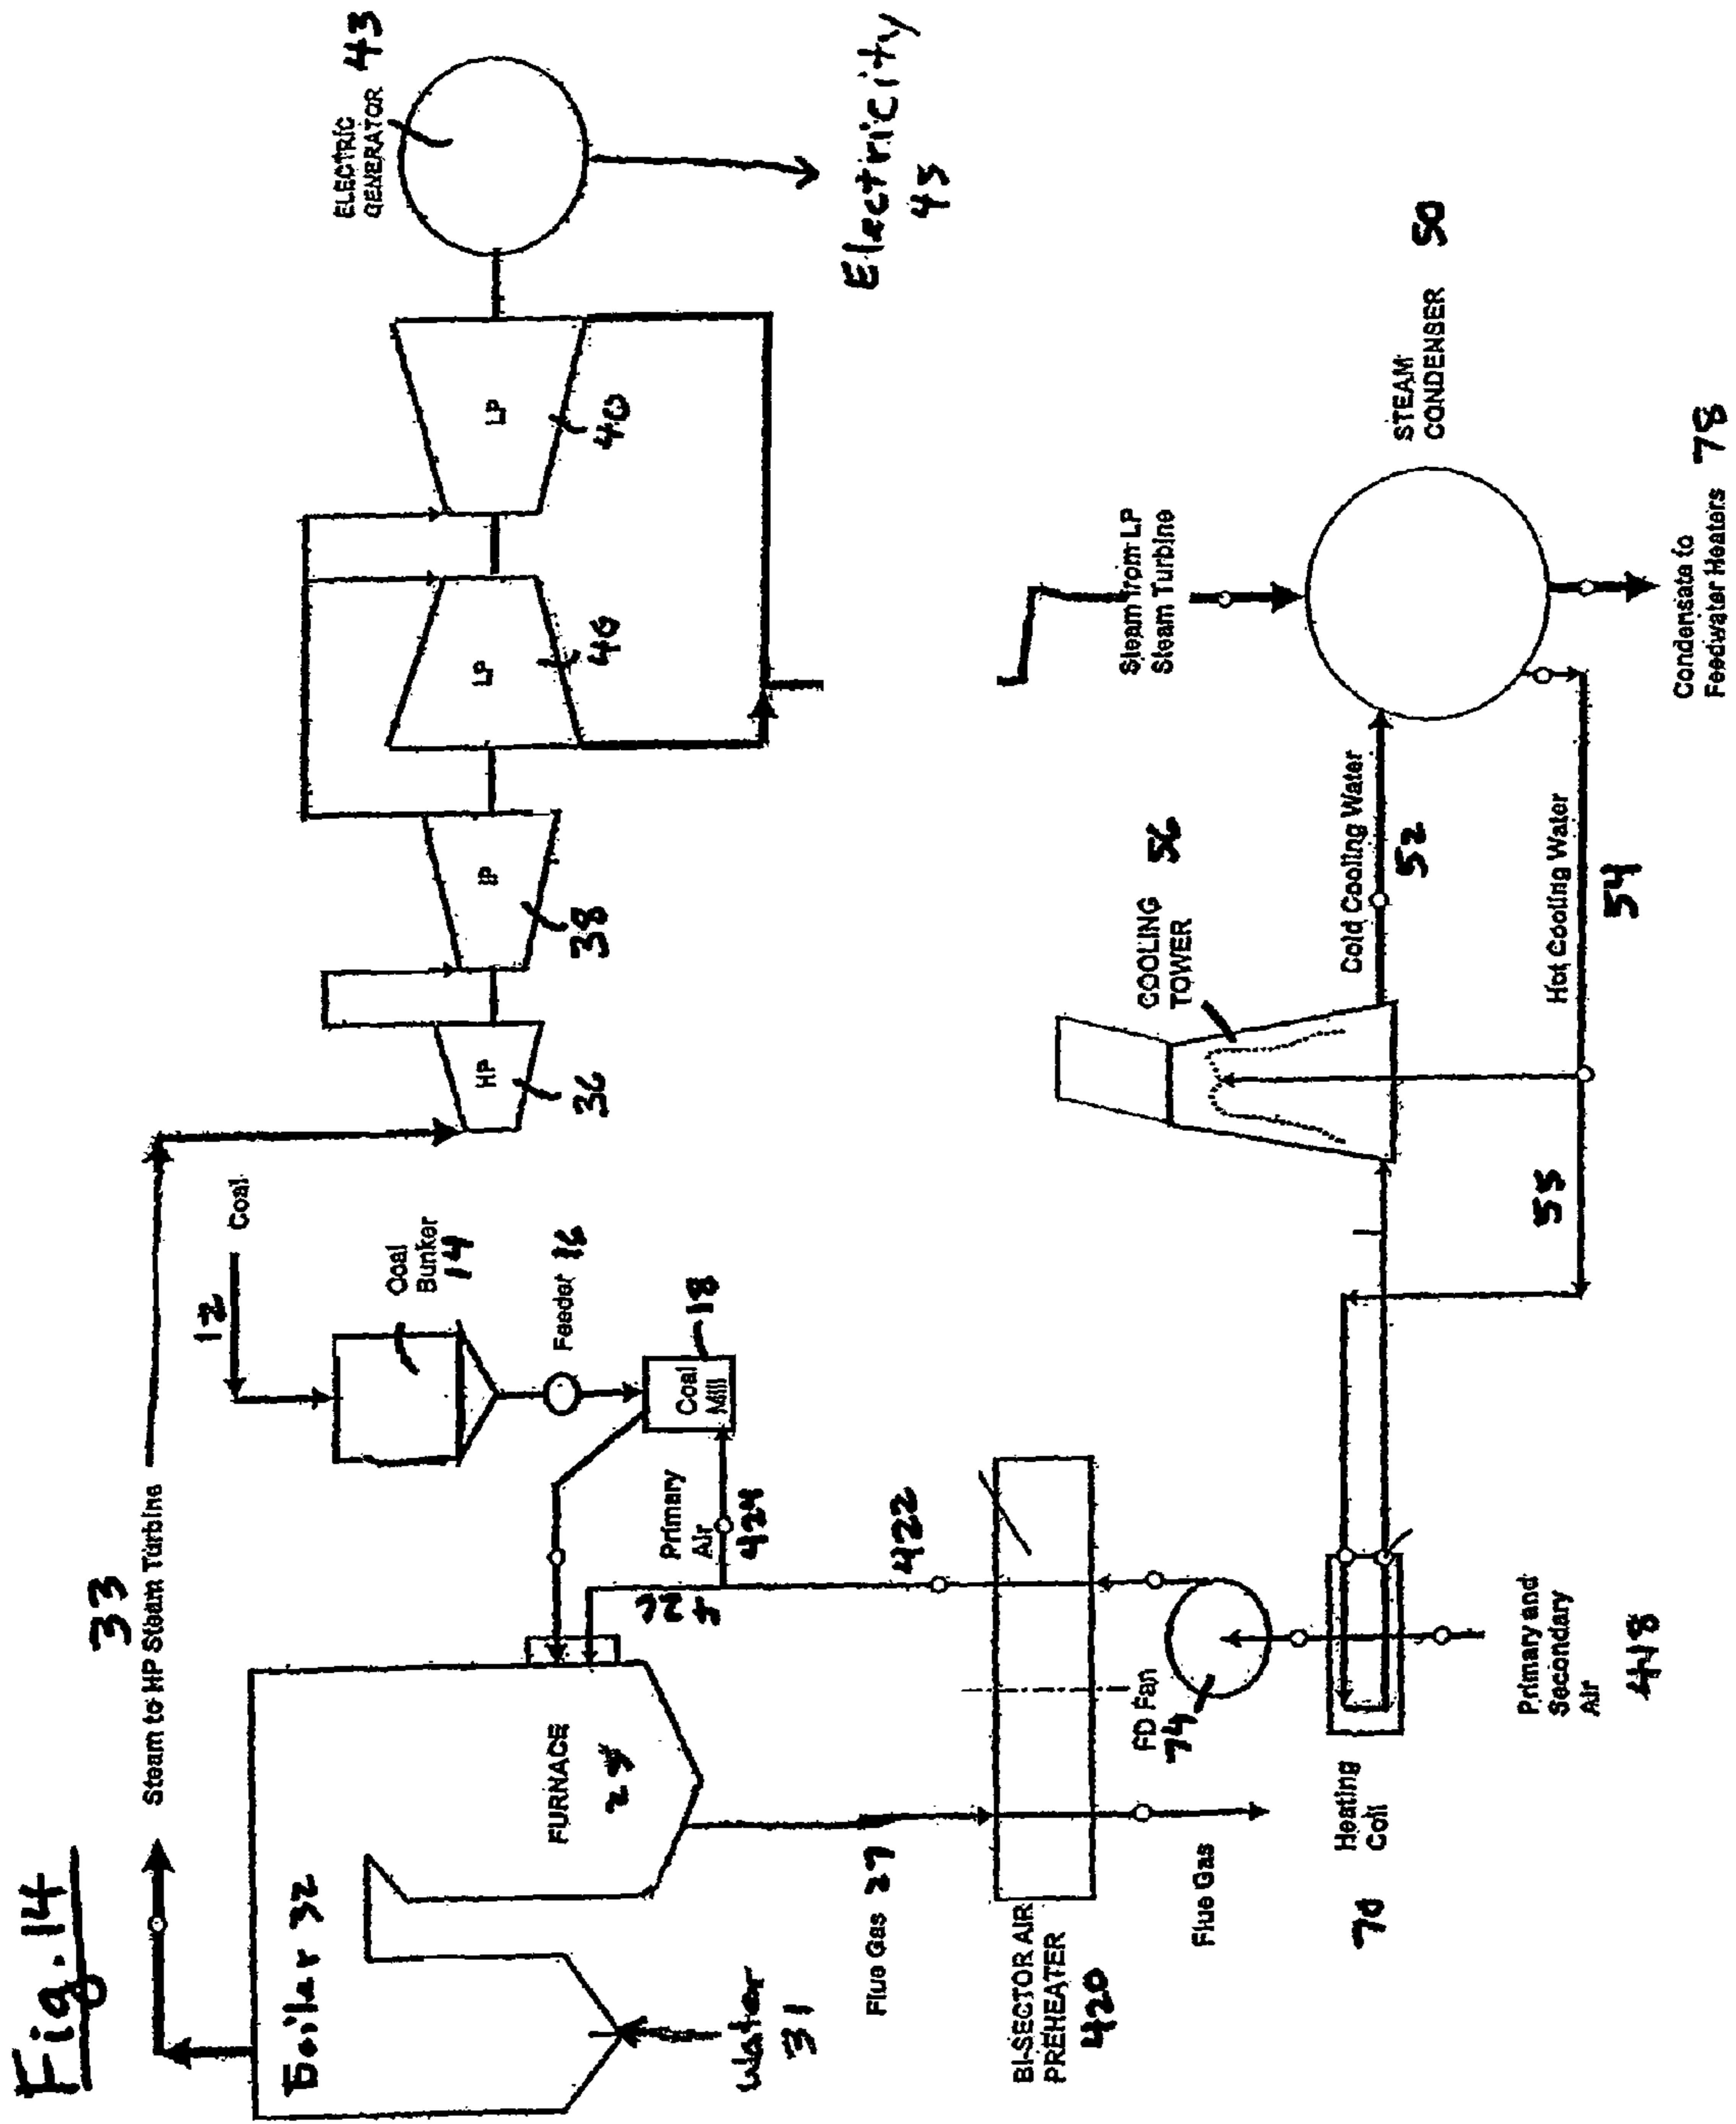 Fig. 14
33
Steam to HP Steam Turbine
Boiler 32
Water
31
FURNACE
12
Coal
Coal
Bunker
14
Feeder 16
Coal
Mill
18
Primary
Air
424
422
Flue Gas 27
BI-SECTOR AIR
PREHEATER
420
Flue Gas
FD Fan
74
Heating
Coil
70
Primary and
Secondary
Air
418
HP
36
IP
38
LP
40
LP
40
ELECTRIC
GENERATOR 43
Electricity
45
COOLING
TOWER
56
Cold Cooling Water
52
Hot Cooling Water
54
55
Steam from LP
Steam Turbine
STEAM
CONDENSER 50
Condensate to
Feedwater Heaters 78